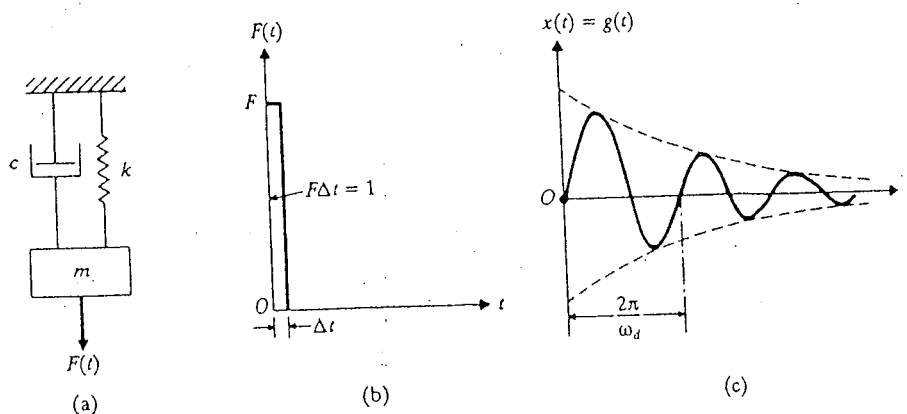 c
k
m
F(t)
(a)
F(t)
F
FΔt = 1
O
t
Δt
(b)
x(t) = g(t)
O
2π
ω_d
(c)